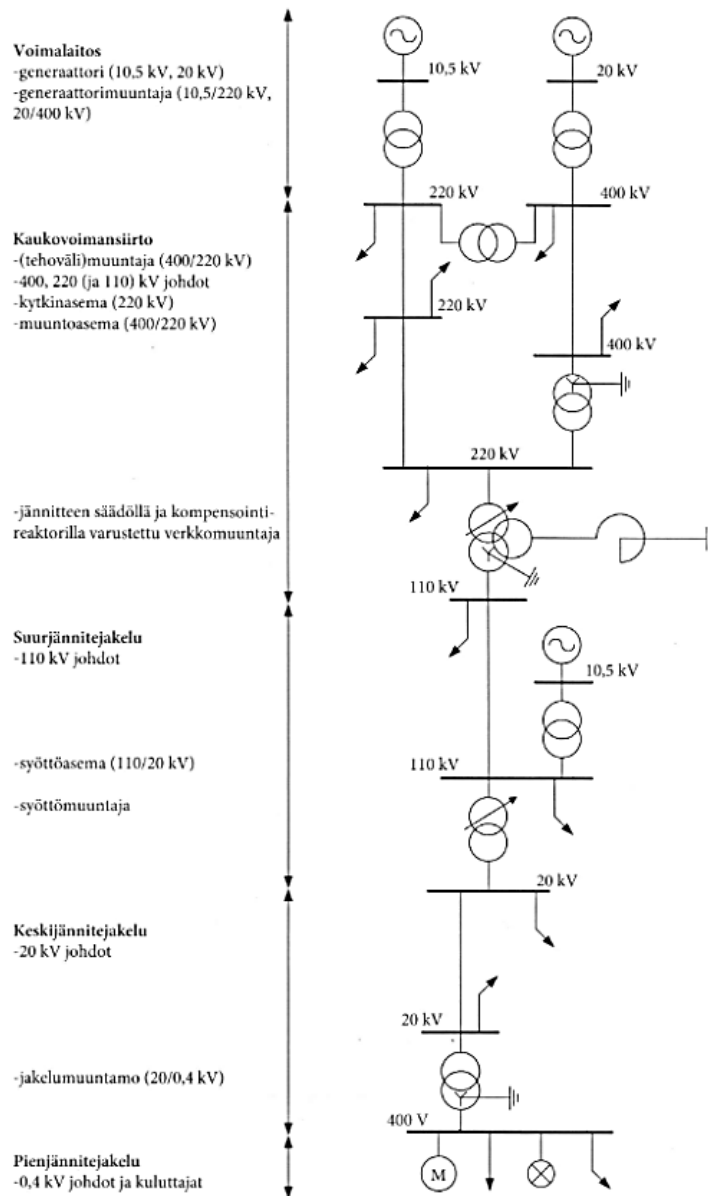 Voimalaitos
-generaattori (10,5 kV, 20 kV)
-generaattorimuuntaja (10,5/220 kV,
20/400 kV)
10,5 kV
20 kV
220 kV
400 kV
Kaukovoimansiirto
-(tehoväli)muuntaja (400/220 kV)
-400, 220 (ja 110) kV johdot
-kytkinasema (220 kV)
-muuntoasema (400/220 kV)
220 kV
400 kV
220 kV
-jännitteen säädöllä ja kompensointi-
reaktorilla varustettu verkkomuuntaja
110 kV
Suurjännitejakelu
-110 kV johdot
10,5 kV
-syöttöasema (110/20 kV)
110 kV
-syöttömuuntaja
20 kV
Keskijännitejakelu
-20 kV johdot
20 kV
-jakelumuuntamo (20/0,4 kV)
400 V
Pienjännitejakelu
-0,4 kV johdot ja kuluttajat
M